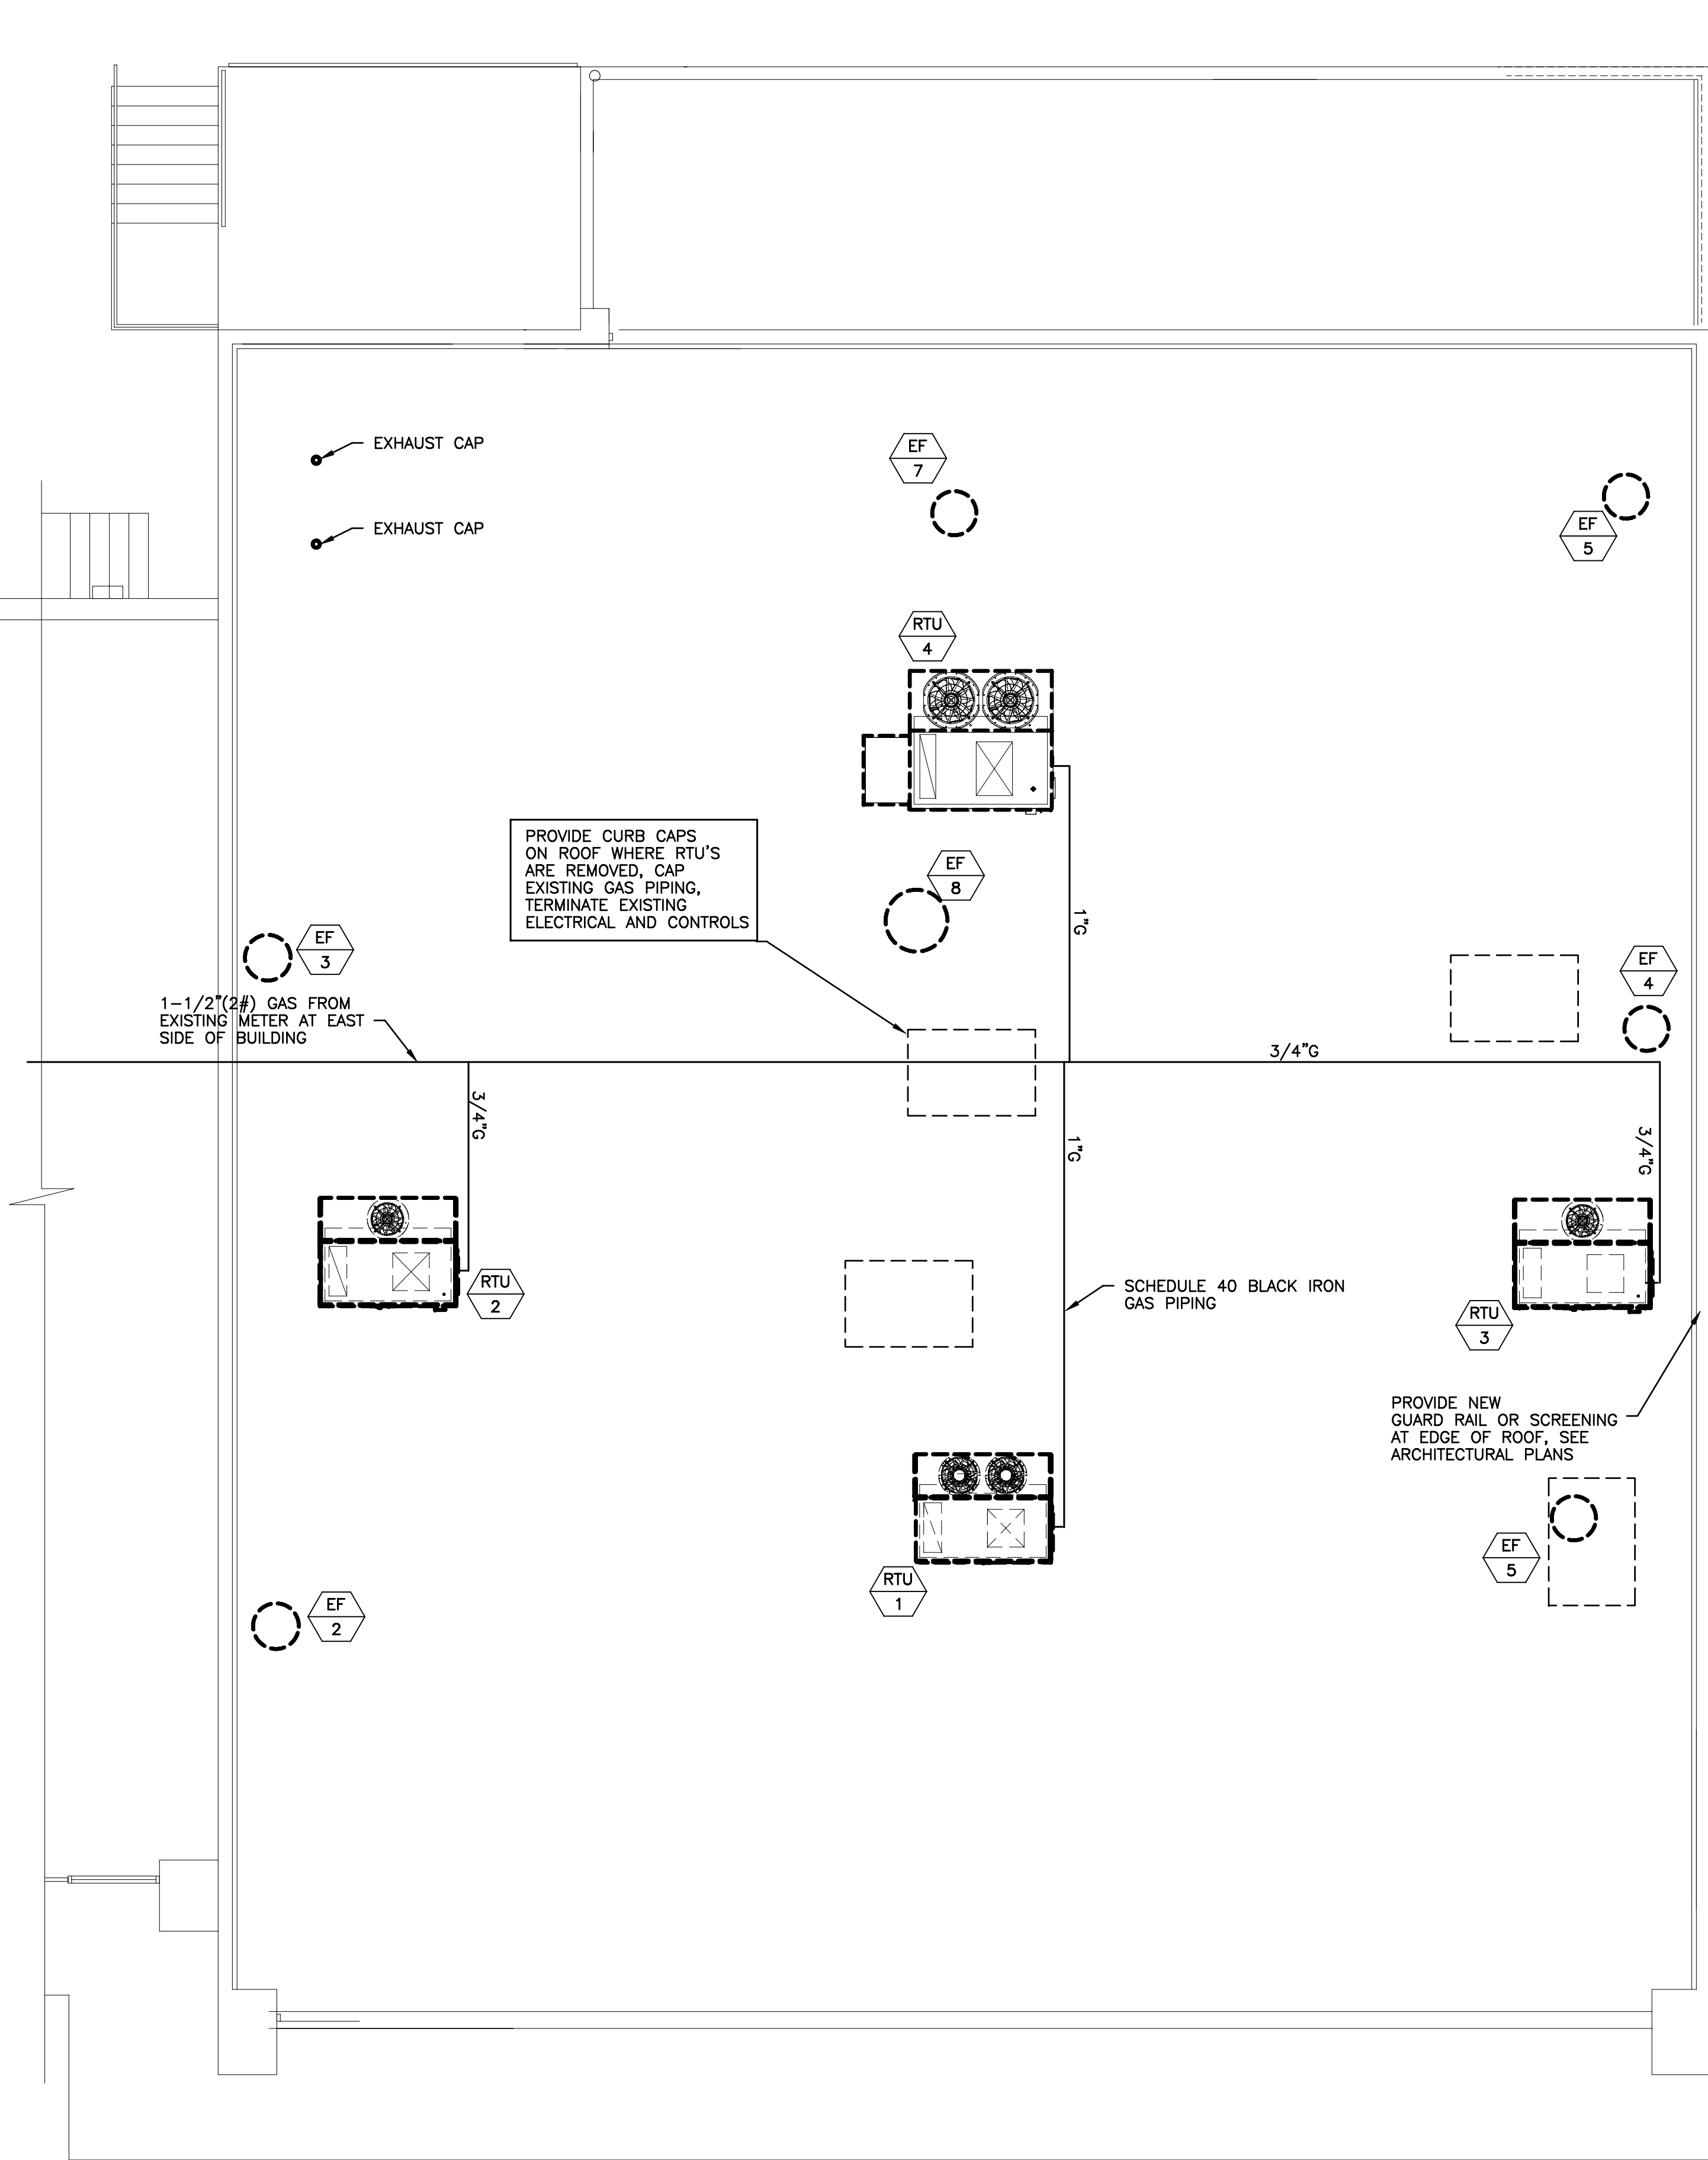 EXHAUST CAP
EXHAUST CAP
EF
7
EF
5
RTU
4
PROVIDE CURB CAPS
ON ROOF WHERE RTU'S
ARE REMOVED, CAP
EXISTING GAS PIPING,
TERMINATE EXISTING
ELECTRICAL AND CONTROLS
EF
8
1"G
EF
3
EF
4
1-1/2"(2#) GAS FROM
EXISTING METER AT EAST
SIDE OF BUILDING
3/4"G
3/4"G
1"G
3/4"G
RTU
2
SCHEDULE 40 BLACK IRON
GAS PIPING
RTU
3
PROVIDE NEW
GUARD RAIL OR SCREENING
AT EDGE OF ROOF, SEE
ARCHITECTURAL PLANS
EF
5
RTU
1
EF
2